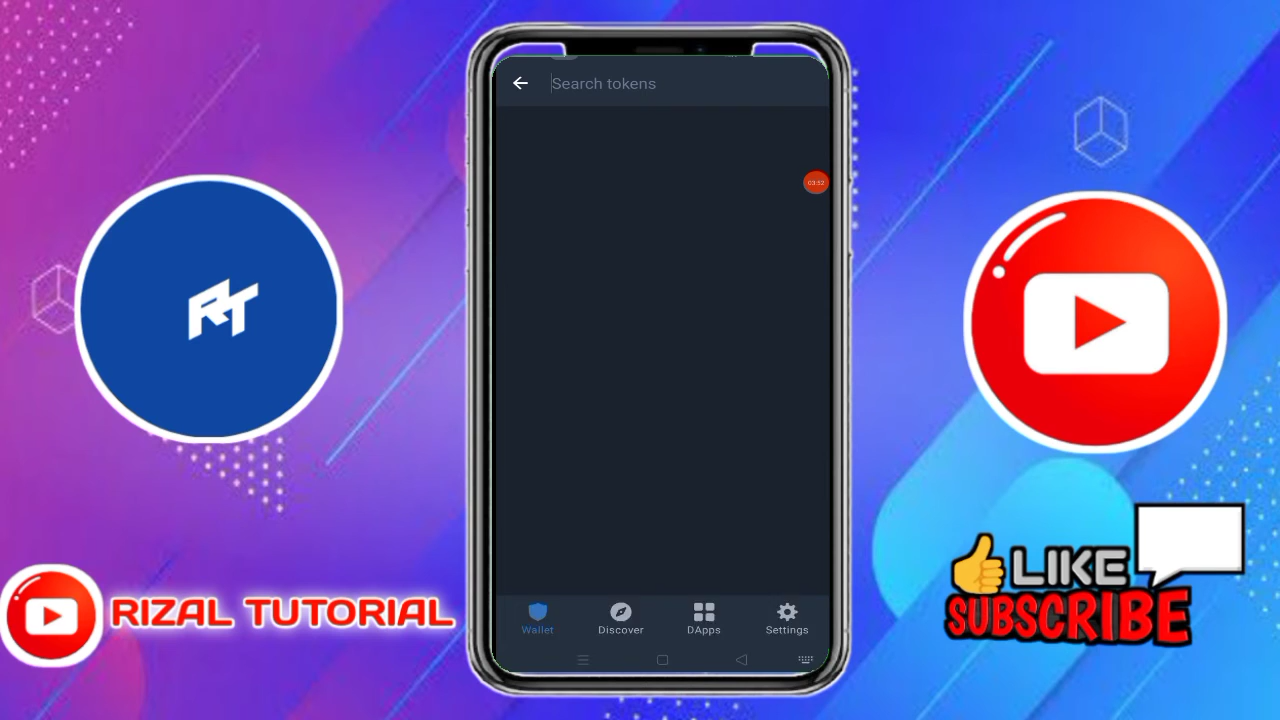 Search tokens
03:52
RT
RIZAL TUTORIAL
LIKE
SUBSCRIBE
Wallet
Discover
DApps
Settings